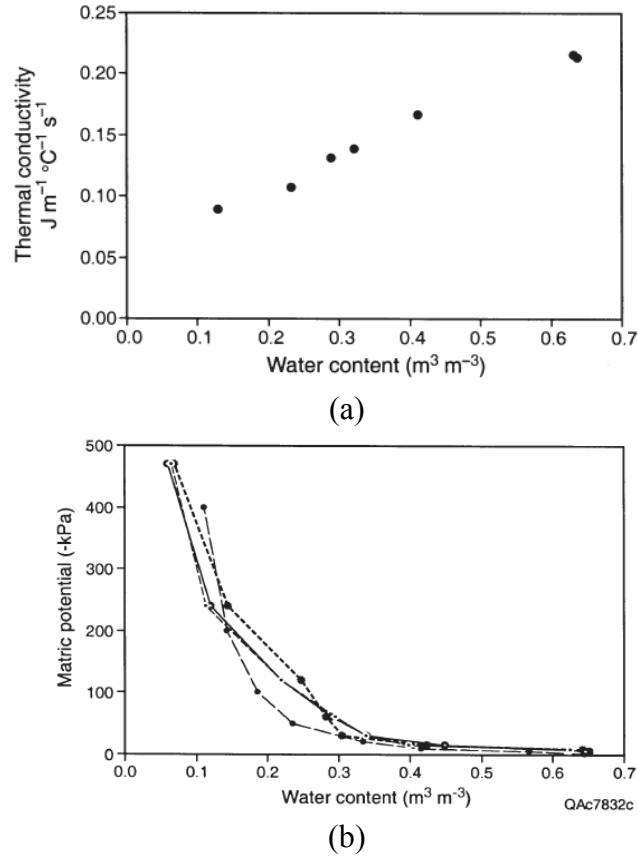 0.25
0.20
0.15
0.10
0.05
0.00
Thermal conductivity
J m⁻¹ °C⁻¹ s⁻¹
0.0 0.1 0.2 0.3 0.4 0.5 0.6 0.7
Water content (m³ m⁻³)
(a)
500
400
300
200
100
0
Matric potential (-kPa)
0.0 0.1 0.2 0.3 0.4 0.5 0.6 0.7
Water content (m³ m⁻³)
QAc7832c
(b)